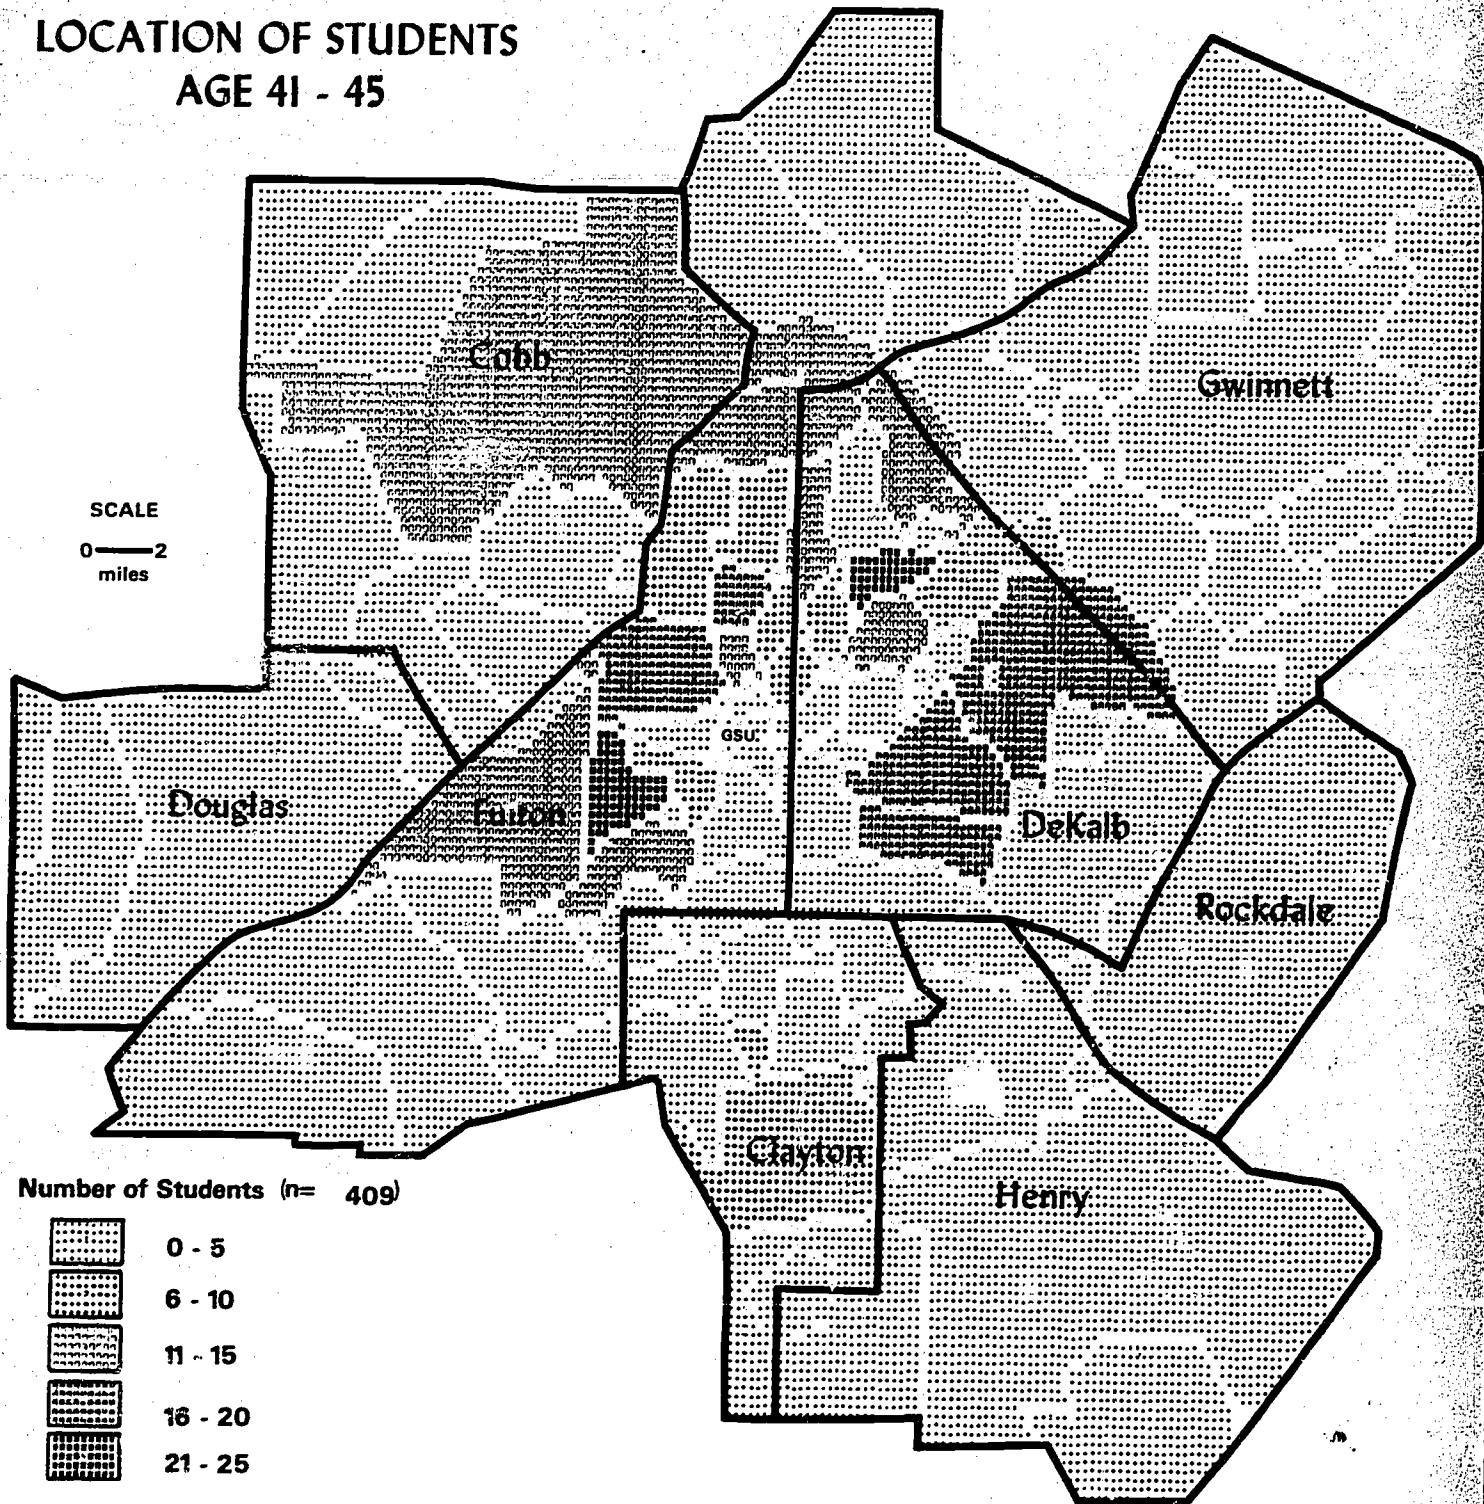 LOCATION OF STUDENTS
AGE 41 - 45
Cobb
Gwinnett
SCALE
0 2
miles
GSU
Douglas
Fulton
DeKalb
Rockdale
Clayton
Henry
Number of Students (n= 409)
0 - 5
6 - 10
11 - 15
16 - 20
21 - 25